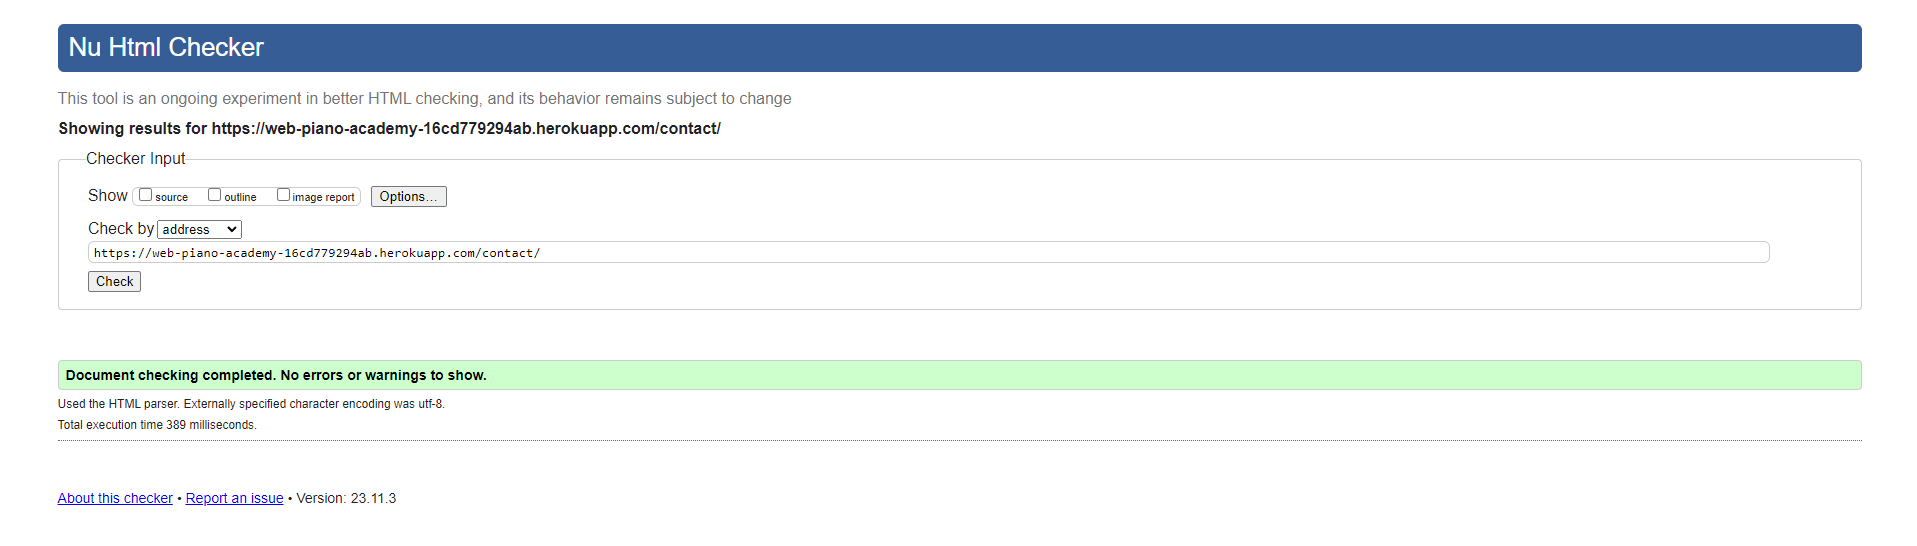 Nu Html Checker
This tool is an ongoing experiment in better HTML checking, and its behavior remains subject to change
Showing results for https://web-piano-academy-16cd779294ab.herokuapp.com/contact/
Checker Input
Show source outline image report Options...
Check by address
https://web-piano-academy-16cd779294ab.herokuapp.com/contact/
Check
Document checking completed. No errors or warnings to show.
Used the HTML parser. Externally specified character encoding was utf-8.
Total execution time 389 milliseconds.
About this checker • Report an issue • Version: 23.11.3